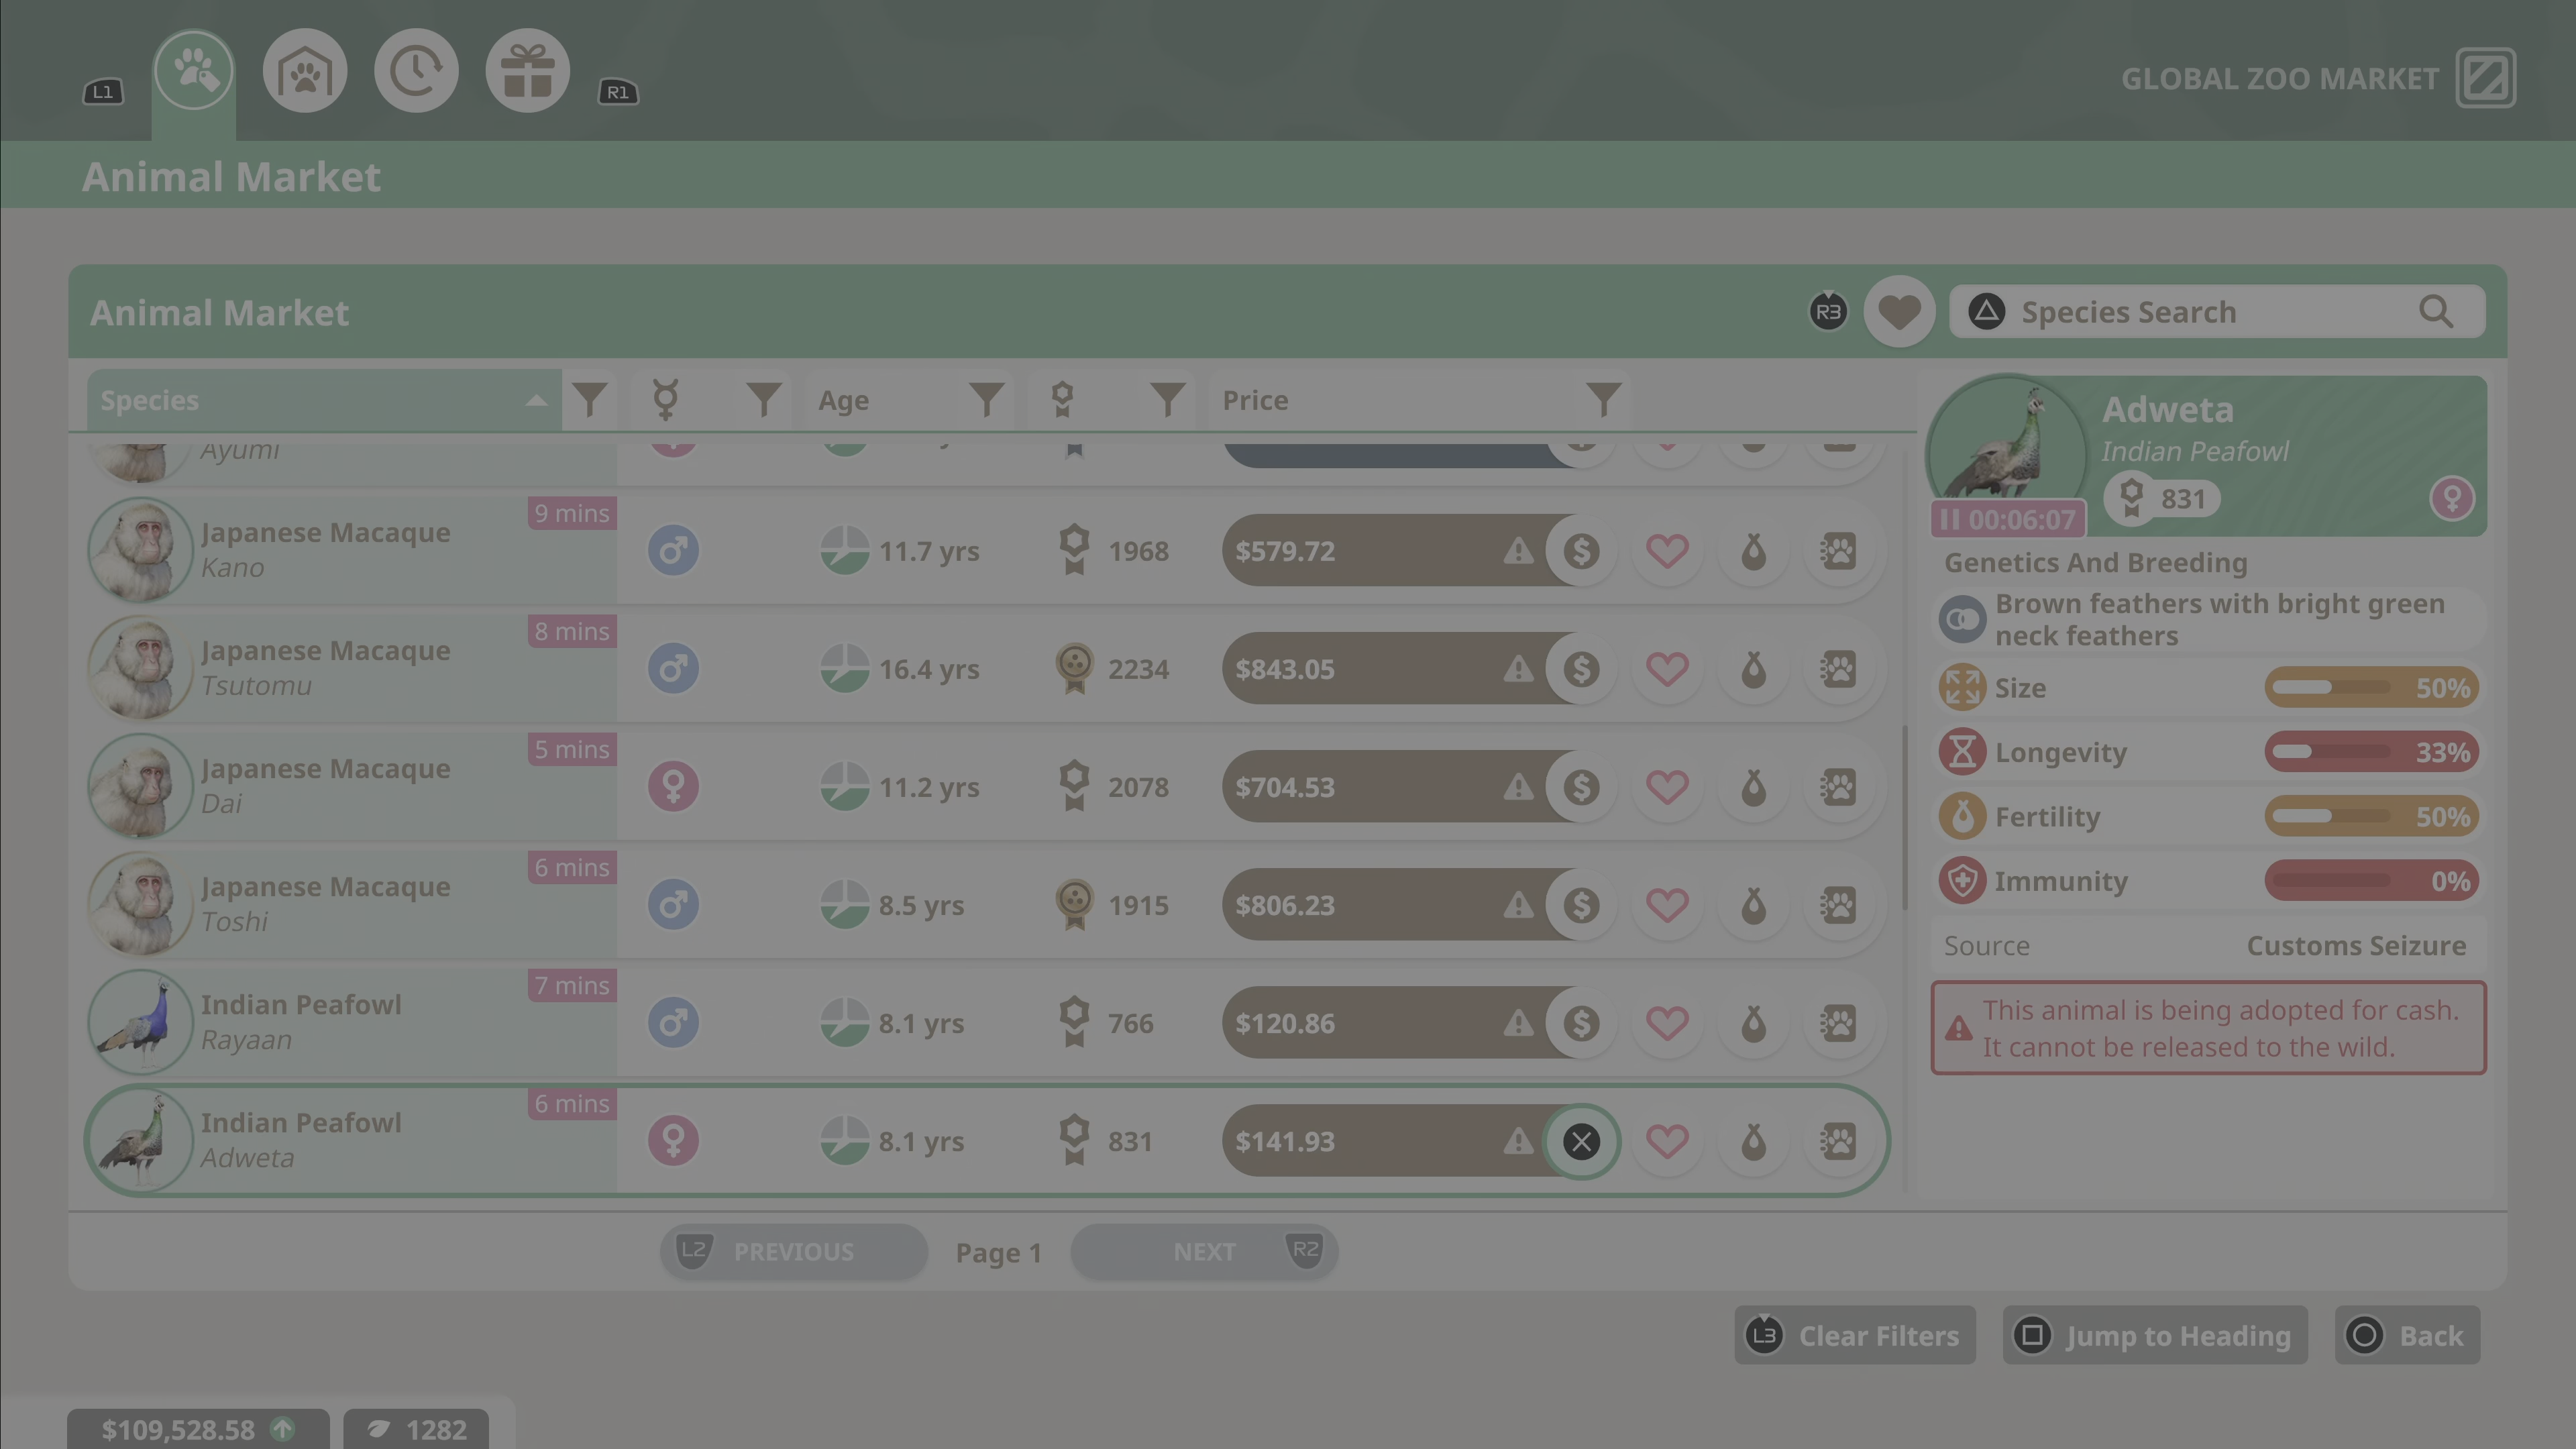 L1
R1
GLOBAL ZOO MARKET
Animal Market
Animal Market
R3
Species Search
Species
Age
Price
Ayumi
Japanese Macaque
Kano
9 mins
11.7 yrs
1968
$579.72
Japanese Macaque
Tsutomu
8 mins
16.4 yrs
2234
$843.05
Japanese Macaque
Dai
5 mins
11.2 yrs
2078
$704.53
Japanese Macaque
Toshi
6 mins
8.5 yrs
1915
$806.23
Indian Peafowl
Rayaan
7 mins
8.1 yrs
766
$120.86
Indian Peafowl
Adweta
6 mins
8.1 yrs
831
$141.93
Adweta
Indian Peafowl
831
00:06:07
Genetics And Breeding
Brown feathers with bright green
neck feathers
Size
50%
Longevity
33%
Fertility
50%
Immunity
0%
Source
Customs Seizure
This animal is being adopted for cash.
It cannot be released to the wild.
L2
PREVIOUS
Page 1
NEXT
R2
L3
Clear Filters
Jump to Heading
Back
$109,528.58
1282